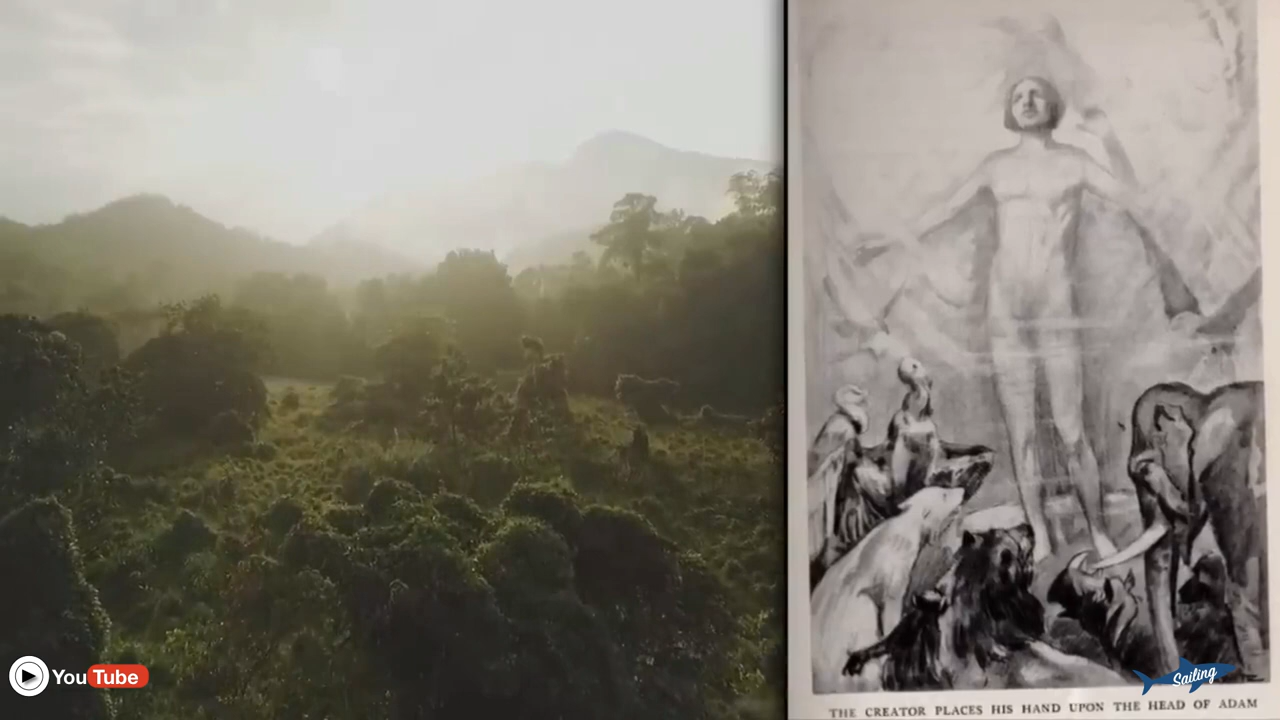 YouTube
Sailing
THE CREATOR PLACES HIS HAND UPON THE HEAD OF ADAM